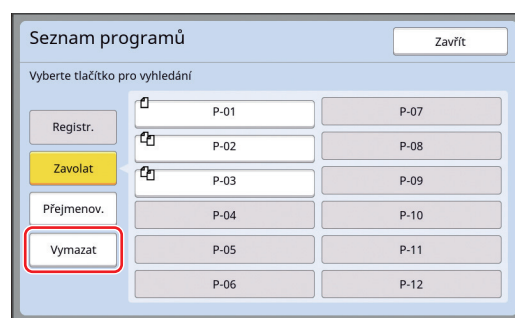 Seznam programů
Zavřít
Vyberte tlačítko pro vyhledání
Registr.
Zavolat
Přejmenov.
Vymazat
P-01
P-02
P-03
P-04
P-05
P-06
P-07
P-08
P-09
P-10
P-11
P-12